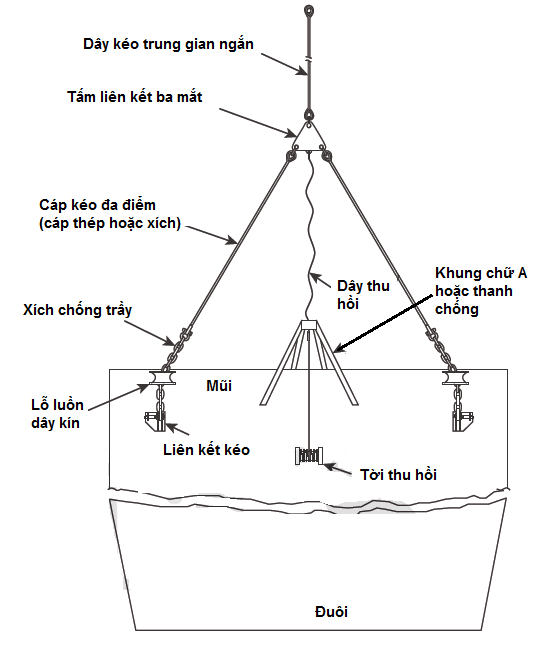 Dây kéo trung gian ngắn
Tấm liên kết ba mắt
Cáp kéo đa điểm
(cáp thép hoặc xích)
Dây thu
hồi
Khung chữ A
hoặc thanh
chống
Xích chống trầy
Mũi
Lỗ luồn
dây kín
Liên kết kéo
Tời thu hồi
Đuôi